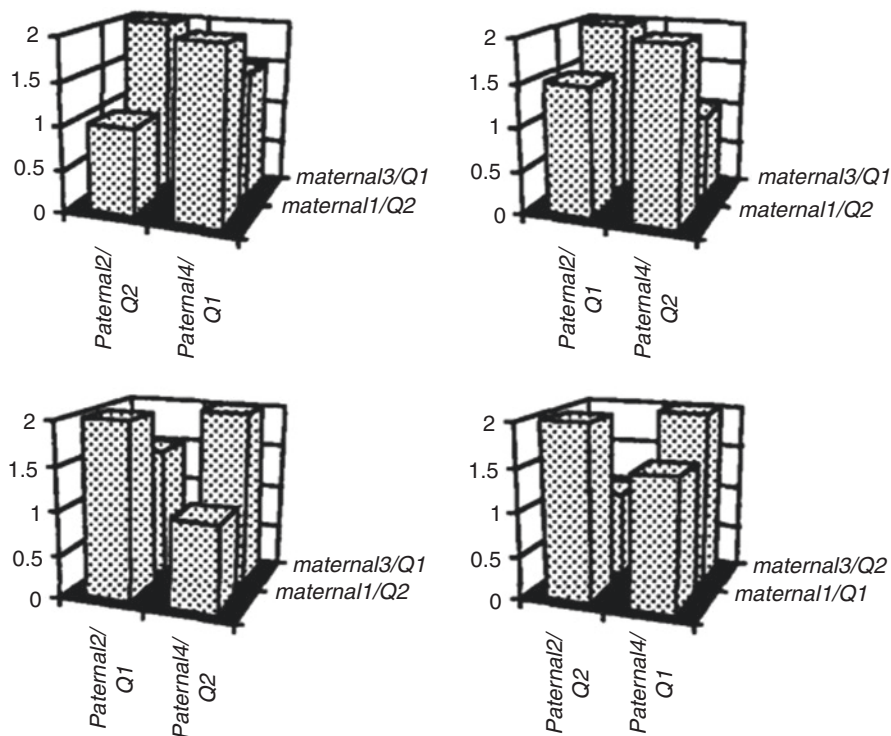 2
1.5
1
0.5
0
maternal3/Q1
maternal1/Q2
Paternal2/
Q2
Paternal4/
Q1
2
1.5
1
0.5
0
maternal3/Q1
maternal1/Q2
Paternal2/
Q1
Paternal4/
Q2
2
1.5
1
0.5
0
maternal3/Q1
maternal1/Q2
Paternal2/
Q1
Paternal4/
Q2
2
1.5
1
0.5
0
maternal3/Q2
maternal1/Q1
Paternal2/
Q2
Paternal4/
Q1